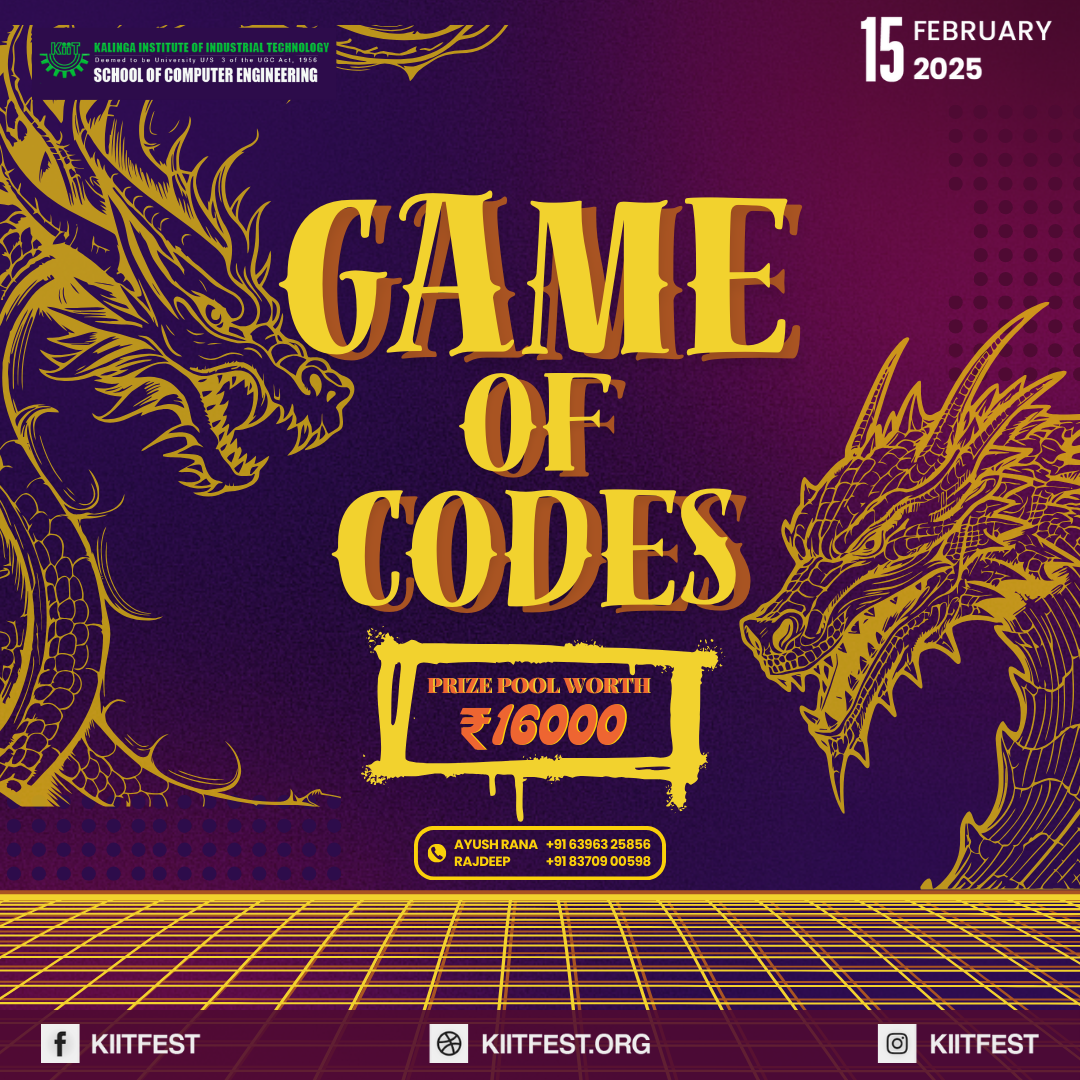 KIIT
KALINGA INSTITUTE OF INDUSTRIAL TECHNOLOGY
Deemed to be University U/S 3 of the UGC Act, 1956
SCHOOL OF COMPUTER ENGINEERING
15 FEBRUARY
2025
GAME
OF
CODES
PRIZE POOL WORTH
₹16000
AYUSH RANA +91 63963 25856
RAJDEEP +91 83709 00598
KIITFEST
KIITFEST.ORG
KIITFEST